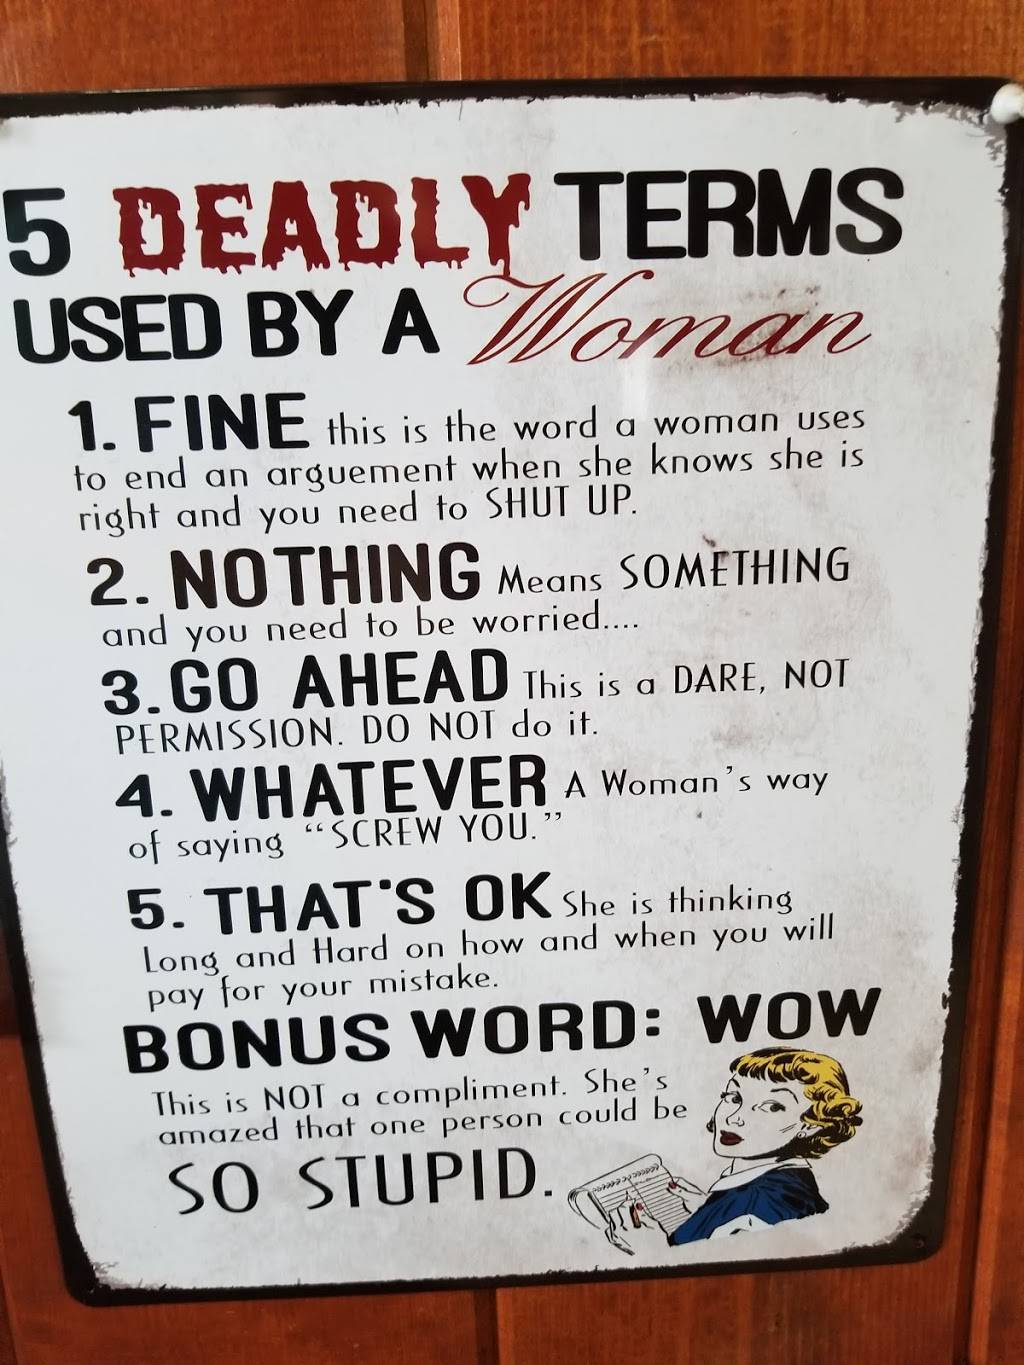 5 DEADLY TERMS
USED BY A Woman
1. FINE this is the word a woman uses
to end an arguement when she knows she is
right and you need to SHUT UP.
2. NOTHING Means SOMETHING
and you need to be worried....
3. GO AHEAD This is a DARE, NOT
PERMISSION. DO NOT do it.
4. WHATEVER A Woman's way
of saying “SCREW YOU.”
5. THAT'S OK She is thinking
Long and Hard on how and when you will
pay for your mistake.
BONUS WORD: WOW
This is NOT a compliment. She's
amazed that one person could be
SO STUPID.